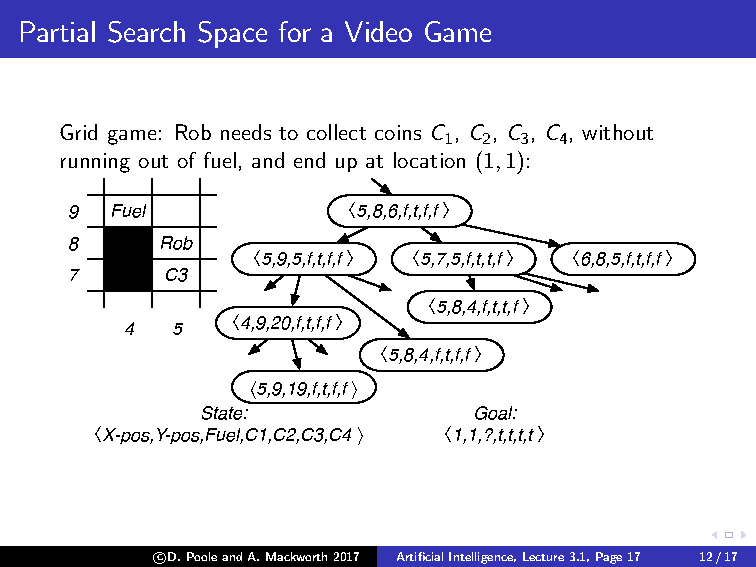 Partial Search Space for a Video Game
Grid game: Rob needs to collect coins C1, C2, C3, C4, without
running out of fuel, and end up at location (1, 1):
9 Fuel
8 Rob
7 C3
4 5
⟨5,8,6,f,t,f,f⟩
⟨5,9,5,f,t,f,f⟩ ⟨5,7,5,f,t,t,f⟩ ⟨6,8,5,f,t,f,f⟩
⟨5,8,4,f,t,t,f⟩
⟨4,9,20,f,t,f,f⟩
⟨5,8,4,f,t,f,f⟩
⟨5,9,19,f,t,f,f⟩
State:
⟨X-pos,Y-pos,Fuel,C1,C2,C3,C4⟩
Goal:
⟨1,1,?,t,t,t,t⟩
©D. Poole and A. Mackworth 2017 Artificial Intelligence, Lecture 3.1, Page 17 12 / 17